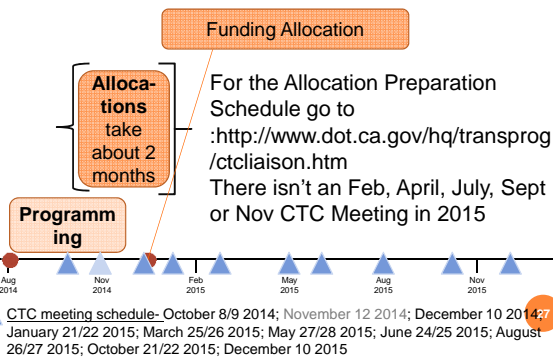 Funding Allocation
Alloca-
tions
take
about 2
months
For the Allocation Preparation
Schedule go to
:http://www.dot.ca.gov/hq/transprog
/ctcliaison.htm
There isn't an Feb, April, July, Sept
or Nov CTC Meeting in 2015
Programm
ing
Aug
2014
Nov
2014
Feb
2015
May
2015
Aug
2015
Nov
2015
CTC meeting schedule- October 8/9 2014; November 12 2014; December 10 2014;
27
January 21/22 2015; March 25/26 2015; May 27/28 2015; June 24/25 2015; August
26/27 2015; October 21/22 2015; December 10 2015